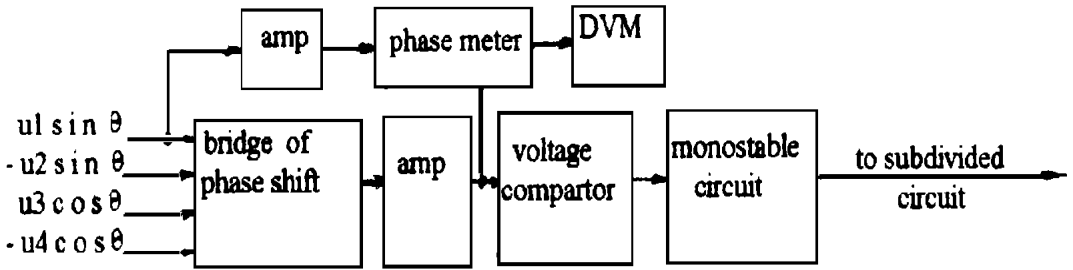 amp
phase meter
DVM
u1 sin θ
- u2 sin θ
u3 cos θ
- u4 cos θ
bridge of
phase shift
amp
voltage
compartor
monostable
circuit
to subdivided
circuit